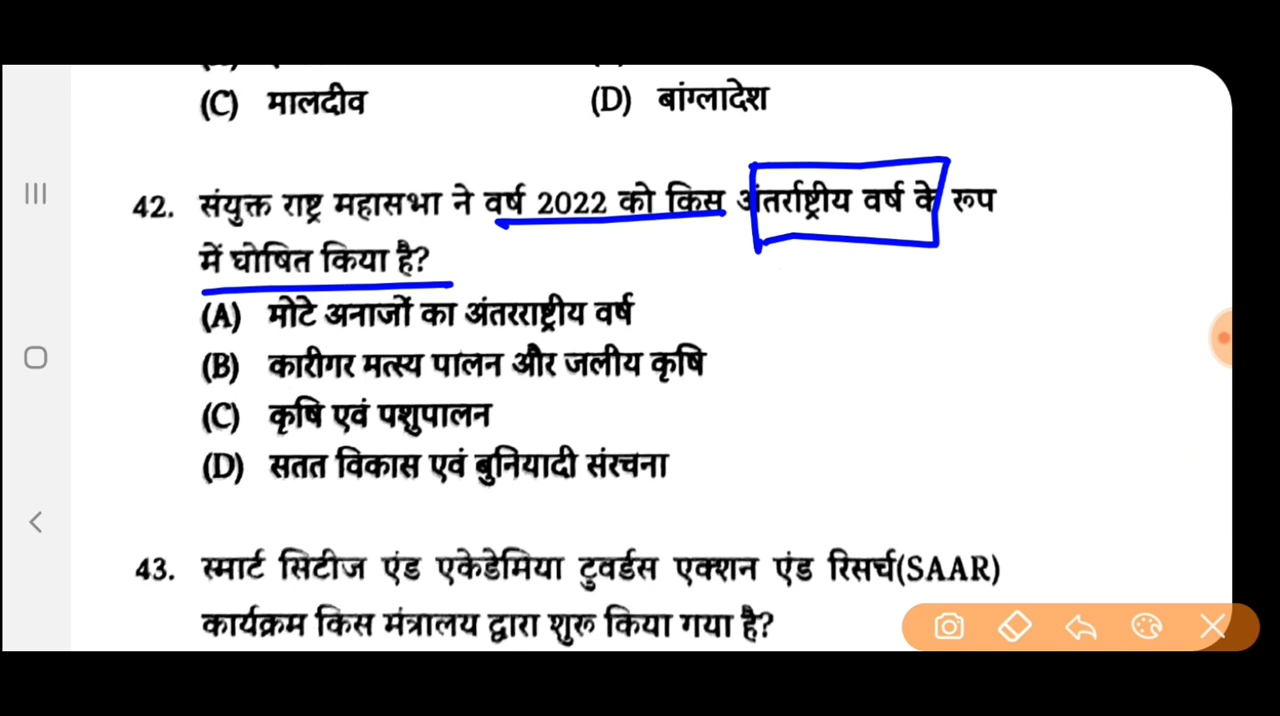 (C) मालदीव (D) बांग्लादेश
42. संयुक्त राष्ट्र महासभा ने वर्ष 2022 को किस अंतर्राष्ट्रीय वर्ष के रूप
में घोषित किया है?
(A) मोटे अनाजों का अंतरराष्ट्रीय वर्ष
(B) कारीगर मत्स्य पालन और जलीय कृषि
(C) कृषि एवं पशुपालन
(D) सतत विकास एवं बुनियादी संरचना
43. स्मार्ट सिटीज एंड एकेडेमिया टुवर्डस एक्शन एंड रिसर्च(SAAR)
कार्यक्रम किस मंत्रालय द्वारा शुरू किया गया है?